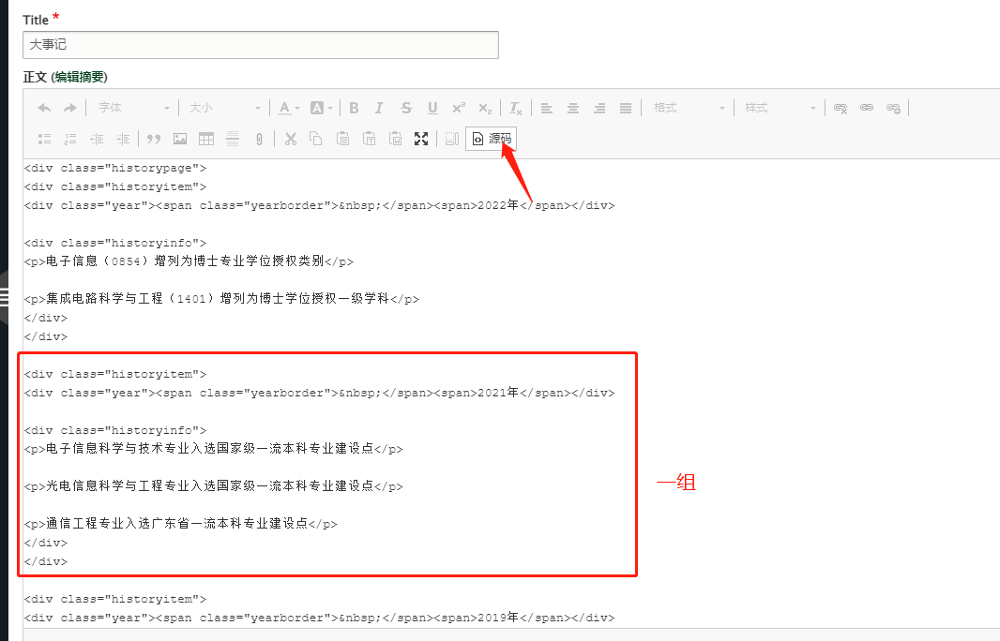 Title *
大事记
正文 (编辑摘要)
字体 大小 A A B I S U x² x₂ Ix 格式 样式
源码
<div class="historypage">
<div class="historyitem">
<div class="year"><span class="yearborder">&nbsp;</span><span>2022年</span></div>
<div class="historyinfo">
<p>电子信息（0854）增列为博士专业学位授权类别</p>
<p>集成电路科学与工程（1401）增列为博士学位授权一级学科</p>
</div>
</div>
<div class="historyitem">
<div class="year"><span class="yearborder">&nbsp;</span><span>2021年</span></div>
<div class="historyinfo">
<p>电子信息科学与技术专业入选国家级一流本科专业建设点</p>
<p>光电信息科学与工程专业入选国家级一流本科专业建设点</p>
一组
<p>通信工程专业入选广东省一流本科专业建设点</p>
</div>
</div>
<div class="historyitem">
<div class="year"><span class="yearborder">&nbsp;</span><span>2019年</span></div>